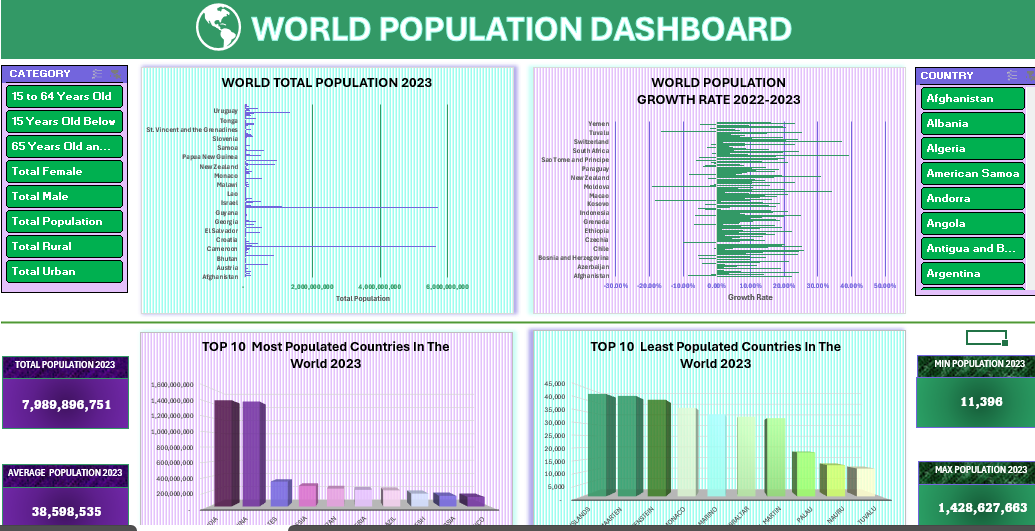 WORLD POPULATION DASHBOARD
CATEGORY
15 to 64 Years Old
15 Years Old Below
65 Years Old an...
Total Female
Total Male
Total Population
Total Rural
Total Urban
WORLD TOTAL POPULATION 2023
Uruguay
Tonga
St. Vincent and the Grenadines
Slovenia
Samoa
Papua New Guinea
New Zealand
Monaco
Malawi
Lao
Israel
Guyana
Georgia
El Salvador
Croatia
Cameroon
Bhutan
Austria
Afghanistan
-
2,000,000,000
4,000,000,000
6,000,000,000
Total Population
WORLD POPULATION
GROWTH RATE 2022-2023
Yemen
Tuvalu
Switzerland
South Africa
Sao Tome and Principe
Paraguay
New Zealand
Moldova
Macao
Kosovo
Indonesia
Grenada
Ethiopia
Czechia
Chile
Bosnia and Herzegovina
Azerbaijan
Afghanistan
-30.00%
-20.00%
-10.00%
0.00%
10.00%
20.00%
30.00%
40.00%
50.00%
Growth Rate
COUNTRY
Afghanistan
Albania
Algeria
American Samoa
Andorra
Angola
Antigua and B...
Argentina
TOTAL POPULATION 2023
7,989,896,751
AVERAGE POPULATION 2023
38,598,535
TOP 10 Most Populated Countries In The
World 2023
1,600,000,000
1,400,000,000
1,200,000,000
1,000,000,000
800,000,000
600,000,000
400,000,000
200,000,000
-
TOP 10 Least Populated Countries In The
World 2023
45,000
40,000
35,000
30,000
25,000
20,000
15,000
10,000
5,000
-
MONACO
MARINO
MARTIN
PALAU
NAURU
TUVALU
MIN POPULATION 2023
11,396
MAX POPULATION 2023
1,428,627,663